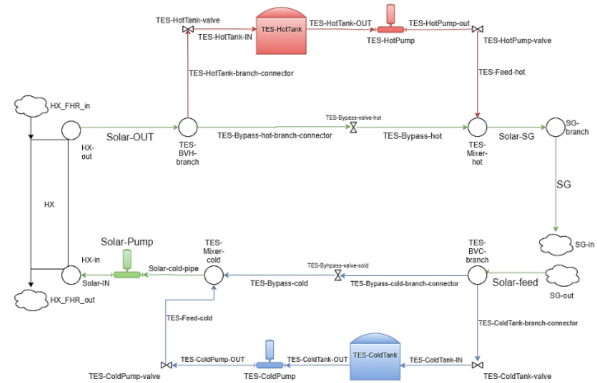 TES-HotTank-valve
TES-HotTank-IN
TES-HotTank
TES-HotTank-OUT
TES-HotPump
TES-HotPump-out
TES-HotPump-valve
TES-HotTank-branch-connector
TES-Feed-hot
HX_FHR_in
HX-
out
Solar-OUT
TES-
BVH-
branch
TES-Bypass-hot-branch-connector
TES-Bypass-valve-hot
TES-Bypass-hot
TES-
Mixer-
hot
Solar-SG
SG-
branch
HX
SG
SG-in
HX-in
Solar-IN
HX_FHR_out
Solar-Pump
Solar-cold-pipe
TES-
Mixer-
cold
TES-Bypass-cold
TES-Byhpass-valve-cold
TES-Bypass-cold-branch-connector
TES-
BVC-
branch
Solar-feed
SG-out
TES-Feed-cold
TES-ColdTank-branch-connector
TES-ColdPump-valve
TES-ColdPump-OUT
TES-ColdPump
TES-ColdTank-OUT
TES-ColdTank
TES-ColdTank-IN
TES-ColdTank-valve